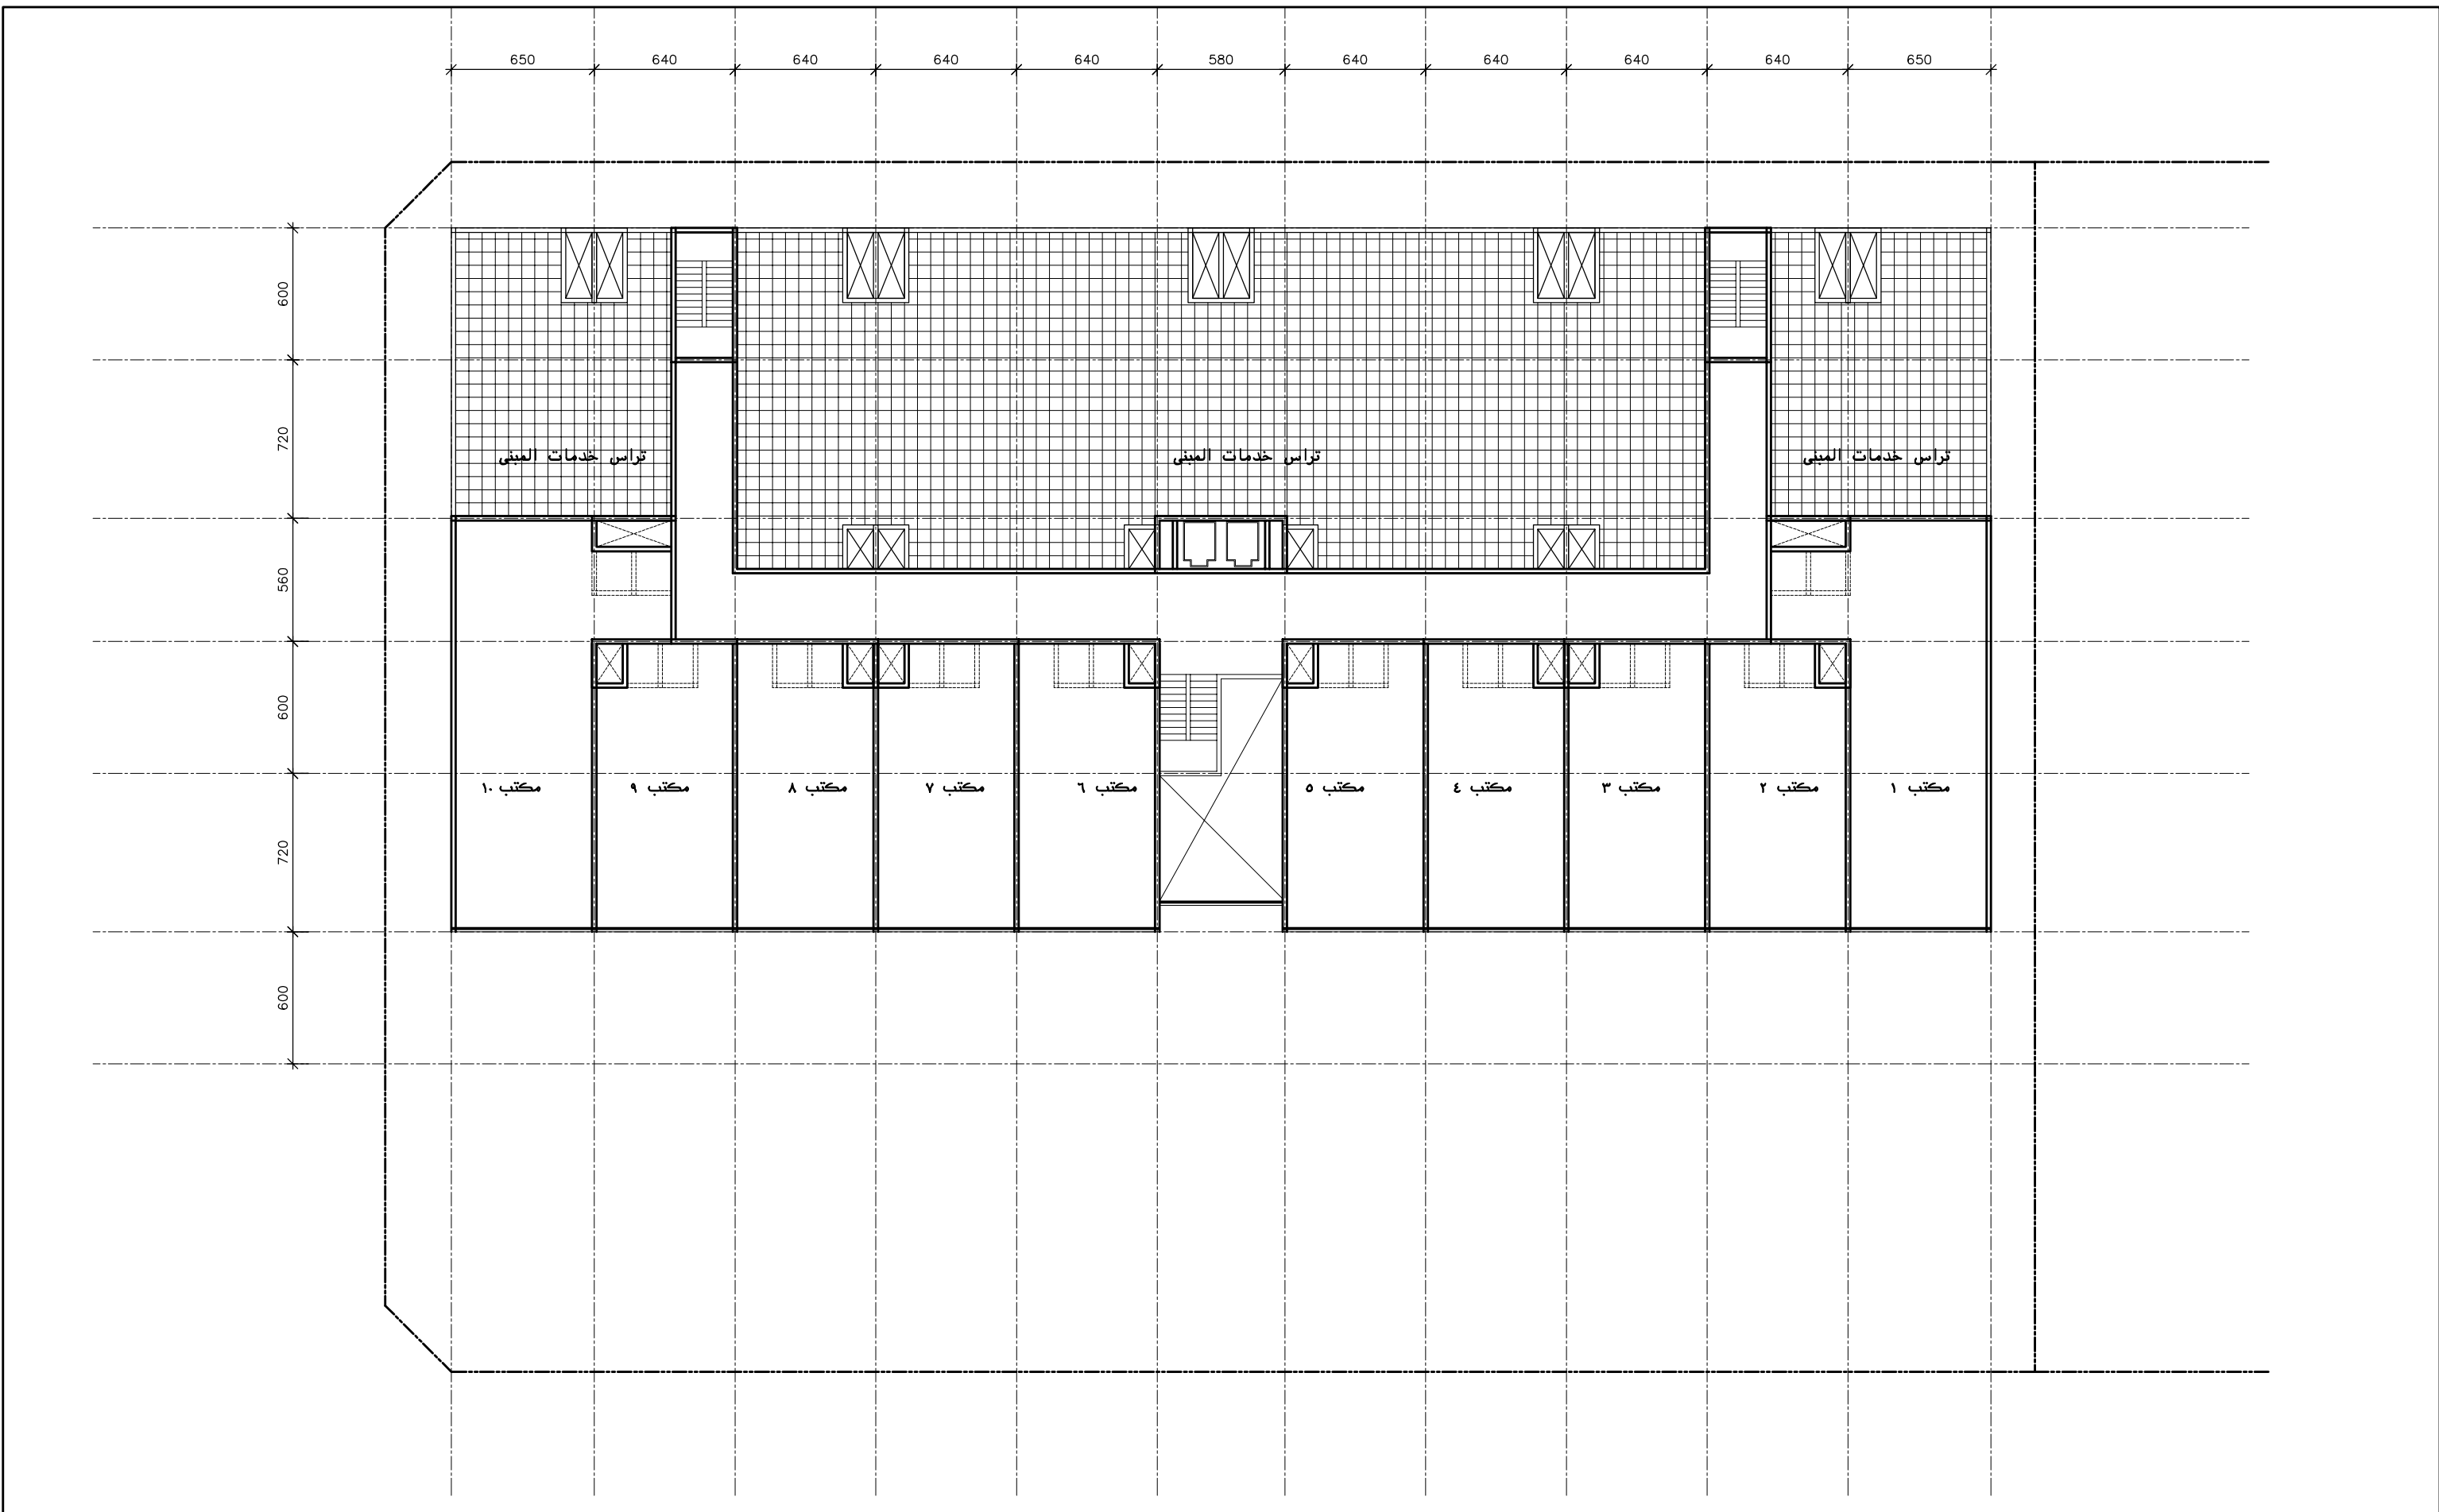 650 640 640 640 640 580 640 640 640 640 650
600
720
560
600
720
600
تراس خدمات المبنى
تراس خدمات المبنى
تراس خدمات المبنى
مكتب ١
مكتب ٢
مكتب ٣
مكتب ٤
مكتب ٥
مكتب ٦
مكتب ٧
مكتب ٨
مكتب ٩
مكتب ١٠